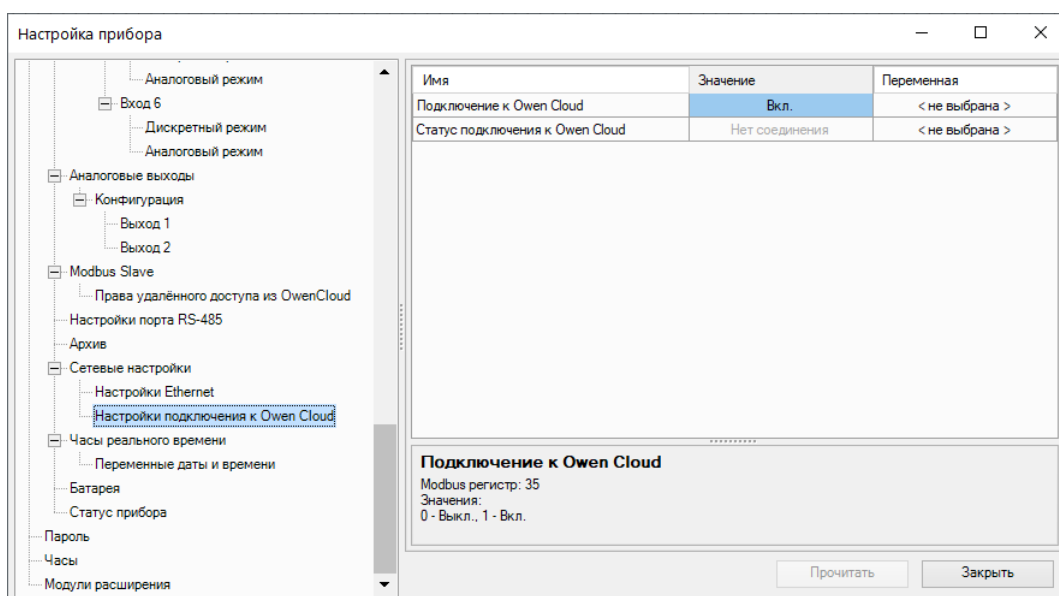 Настройка прибора
Аналоговый режим
Вход 6
Дискретный режим
Аналоговый режим
Аналоговые выходы
Конфигурация
Выход 1
Выход 2
Modbus Slave
Права удалённого доступа из OwenCloud
Настройки порта RS-485
Архив
Сетевые настройки
Настройки Ethernet
Настройки подключения к Owen Cloud
Часы реального времени
Переменные даты и времени
Батарея
Статус прибора
Пароль
Часы
Модули расширения
Имя Значение Переменная
Подключение к Owen Cloud Вкл. < не выбрана >
Статус подключения к Owen Cloud Нет соединения < не выбрана >
Подключение к Owen Cloud
Modbus регистр: 35
Значения:
0 - Выкл., 1 - Вкл.
Прочитать Закрыть